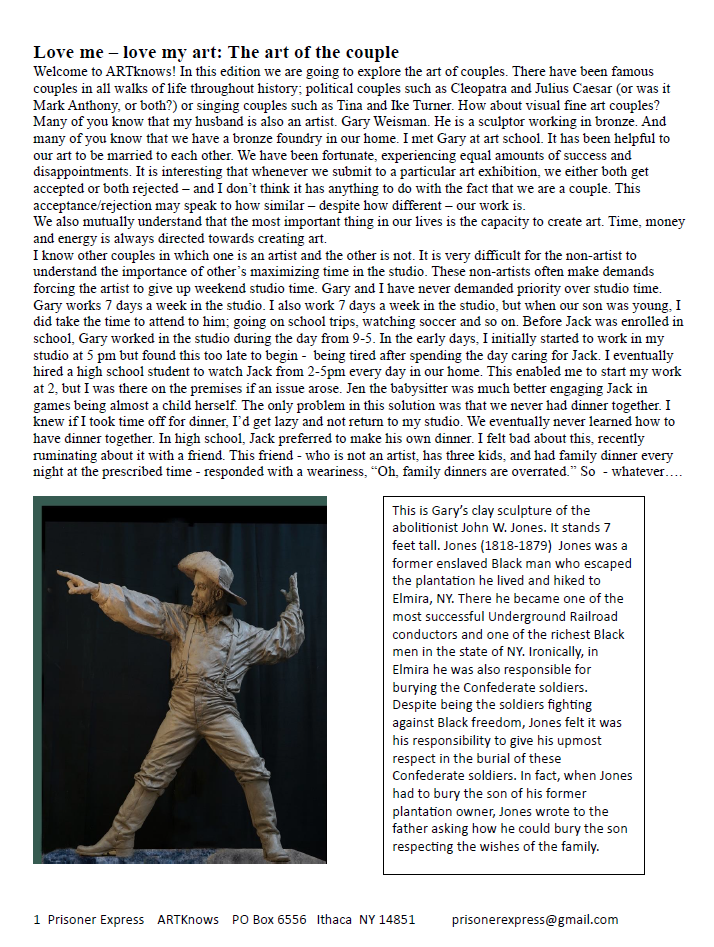 Love me – love my art: The art of the couple
Welcome to ARTknows! In this edition we are going to explore the art of couples. There have been famous
couples in all walks of life throughout history; political couples such as Cleopatra and Julius Caesar (or was it
Mark Anthony, or both?) or singing couples such as Tina and Ike Turner. How about visual fine art couples?
Many of you know that my husband is also an artist. Gary Weisman. He is a sculptor working in bronze. And
many of you know that we have a bronze foundry in our home. I met Gary at art school. It has been helpful to
our art to be married to each other. We have been fortunate, experiencing equal amounts of success and
disappointments. It is interesting that whenever we submit to a particular art exhibition, we either both get
accepted or both rejected – and I don't think it has anything to do with the fact that we are a couple. This
acceptance/rejection may speak to how similar – despite how different – our work is.
We also mutually understand that the most important thing in our lives is the capacity to create art. Time, money
and energy is always directed towards creating art.
I know other couples in which one is an artist and the other is not. It is very difficult for the non-artist to
understand the importance of other's maximizing time in the studio. These non-artists often make demands
forcing the artist to give up weekend studio time. Gary and I have never demanded priority over studio time.
Gary works 7 days a week in the studio. I also work 7 days a week in the studio, but when our son was young, I
did take the time to attend to him; going on school trips, watching soccer and so on. Before Jack was enrolled in
school, Gary worked in the studio during the day from 9-5. In the early days, I initially started to work in my
studio at 5 pm but found this too late to begin -  being tired after spending the day caring for Jack. I eventually
hired a high school student to watch Jack from 2-5pm every day in our home. This enabled me to start my work
at 2, but I was there on the premises if an issue arose. Jen the babysitter was much better engaging Jack in
games being almost a child herself. The only problem in this solution was that we never had dinner together. I
knew if I took time off for dinner, I'd get lazy and not return to my studio. We eventually never learned how to
have dinner together. In high school, Jack preferred to make his own dinner. I felt bad about this, recently
ruminating about it with a friend. This friend - who is not an artist, has three kids, and had family dinner every
night at the prescribed time - responded with a weariness, “Oh, family dinners are overrated.” So  - whatever….
This is Gary's clay sculpture of the
abolitionist John W. Jones. It stands 7
feet tall. Jones (1818-1879)  Jones was a
former enslaved Black man who escaped
the plantation he lived and hiked to
Elmira, NY. There he became one of the
most successful Underground Railroad
conductors and one of the richest Black
men in the state of NY. Ironically, in
Elmira he was also responsible for
burying the Confederate soldiers.
Despite being the soldiers fighting
against Black freedom, Jones felt it was
his responsibility to give his upmost
respect in the burial of these
Confederate soldiers. In fact, when Jones
had to bury the son of his former
plantation owner, Jones wrote to the
father asking how he could bury the son
respecting the wishes of the family.
1  Prisoner Express   ARTKnows   PO Box 6556  Ithaca  NY 14851   prisonerexpress@gmail.com